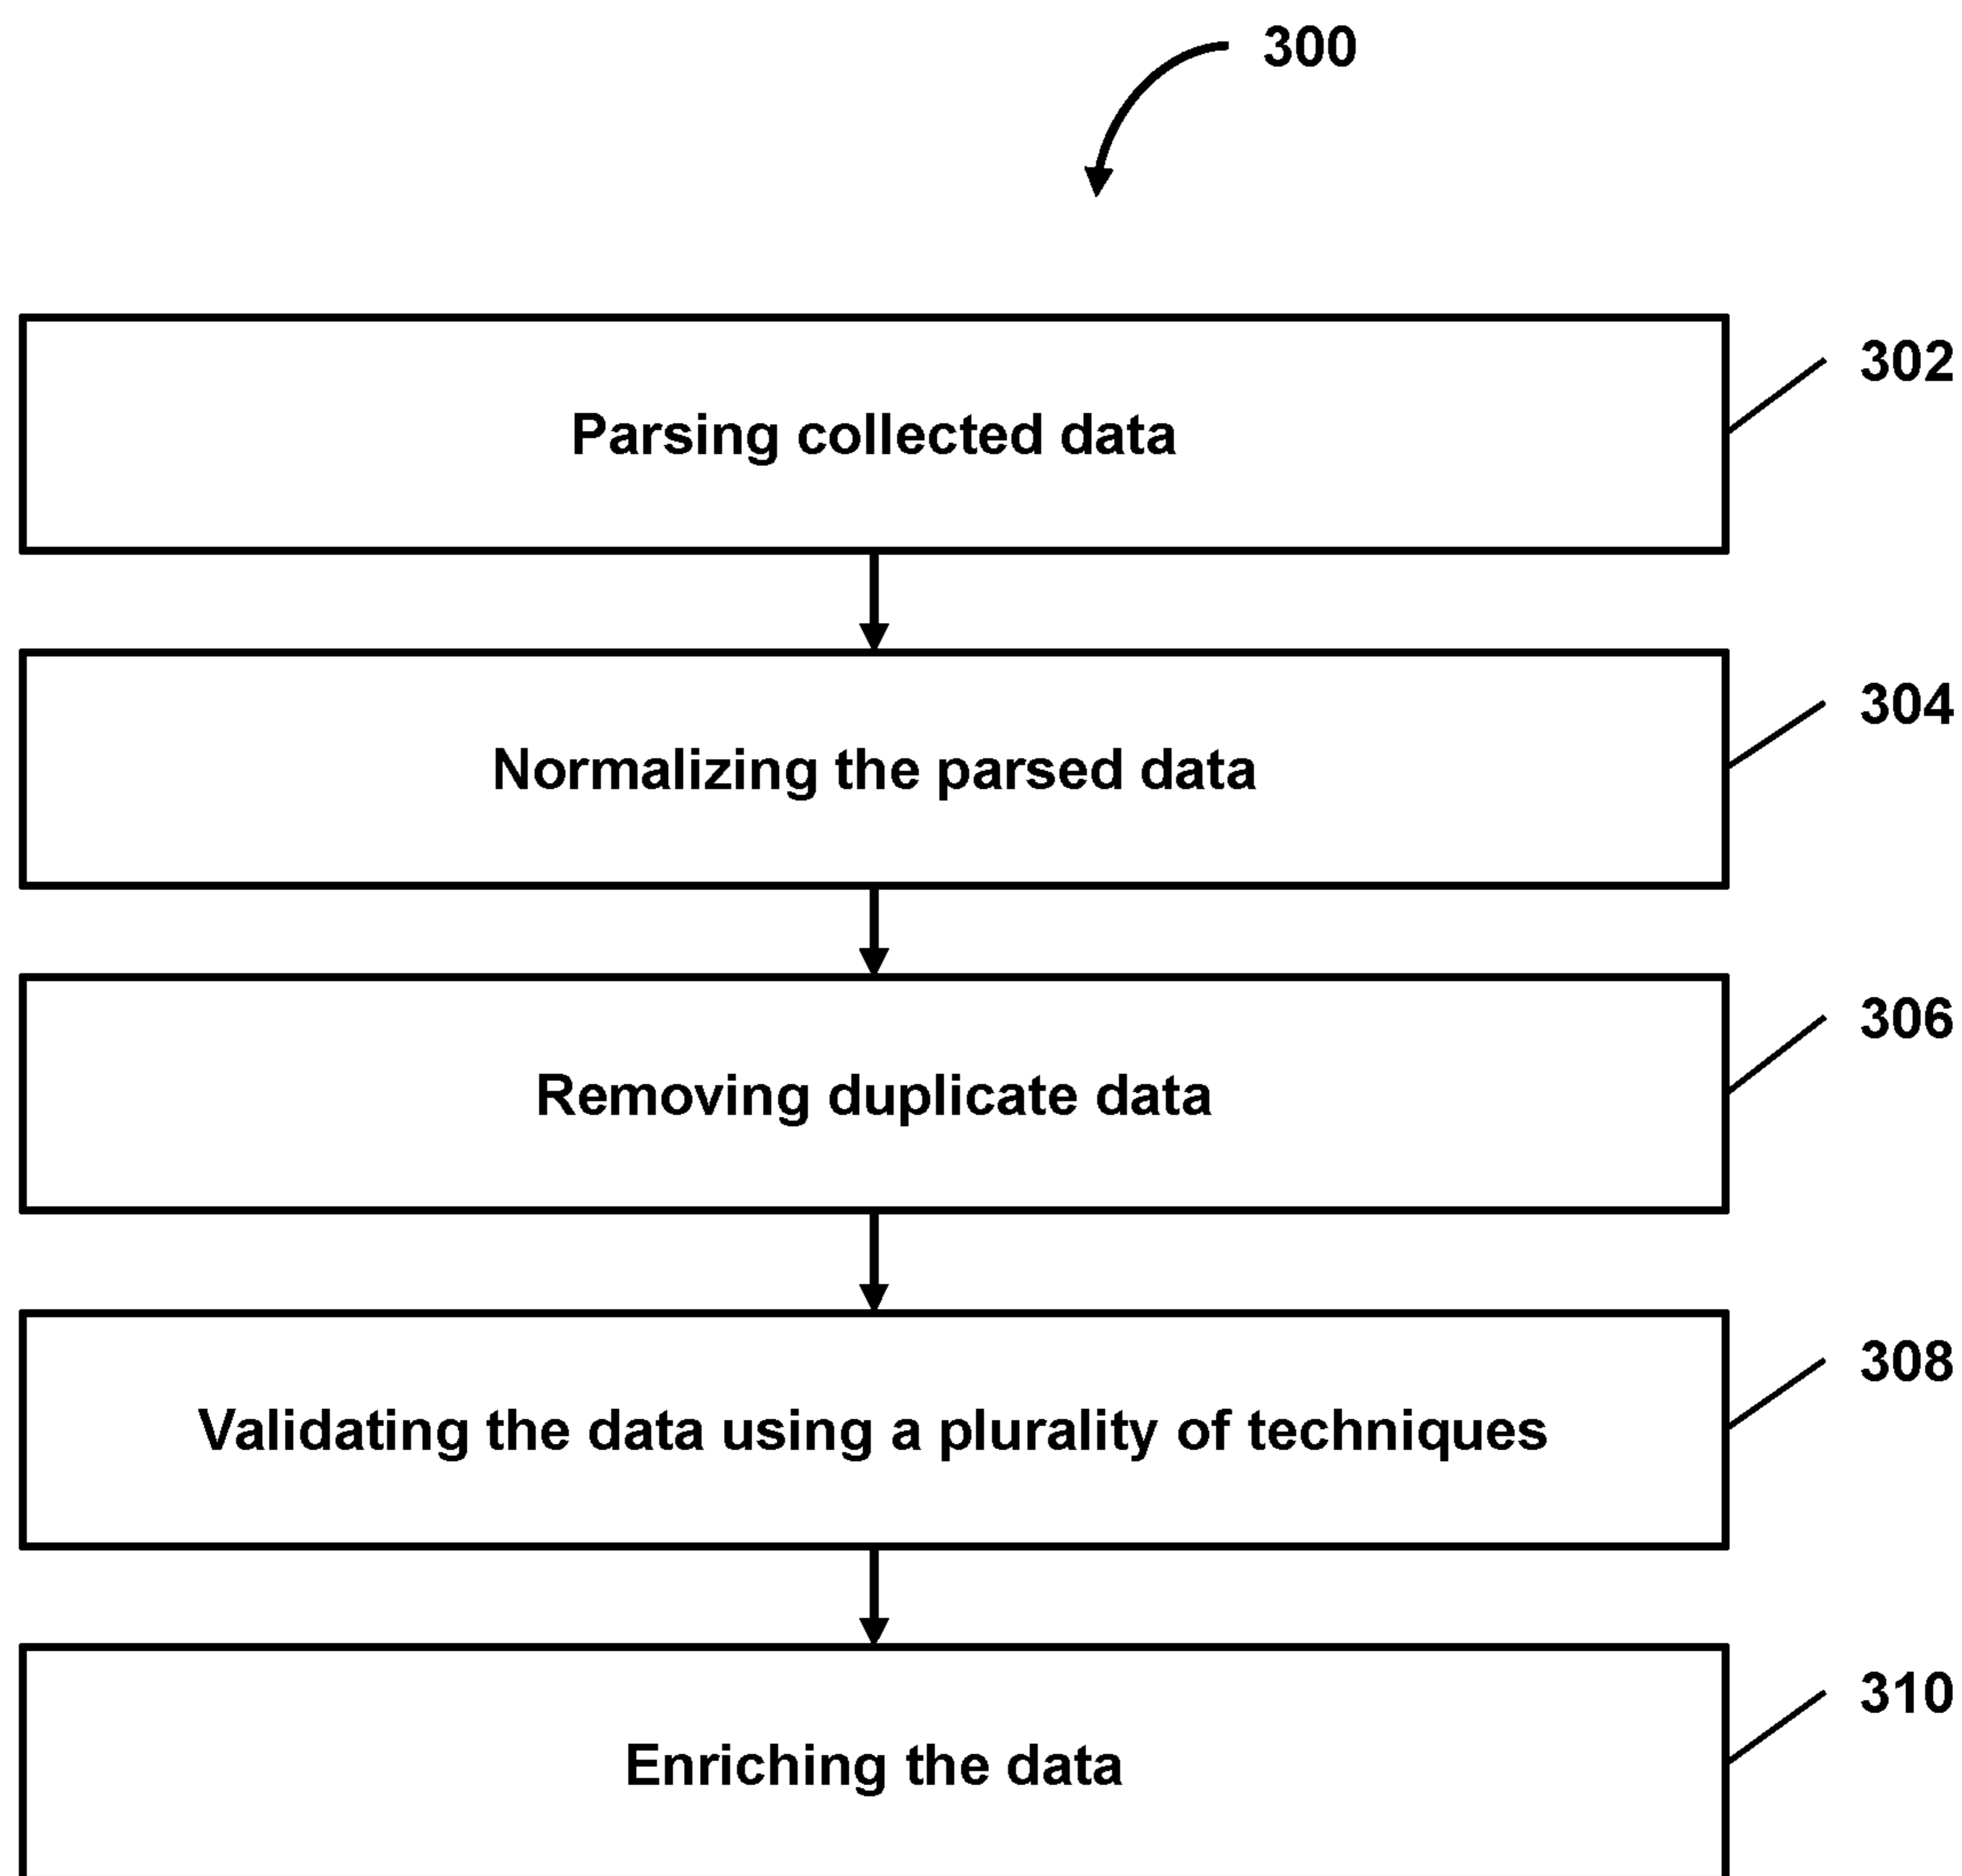 300
Parsing collected data
302
Normalizing the parsed data
304
Removing duplicate data
306
Validating the data using a plurality of techniques
308
Enriching the data
310